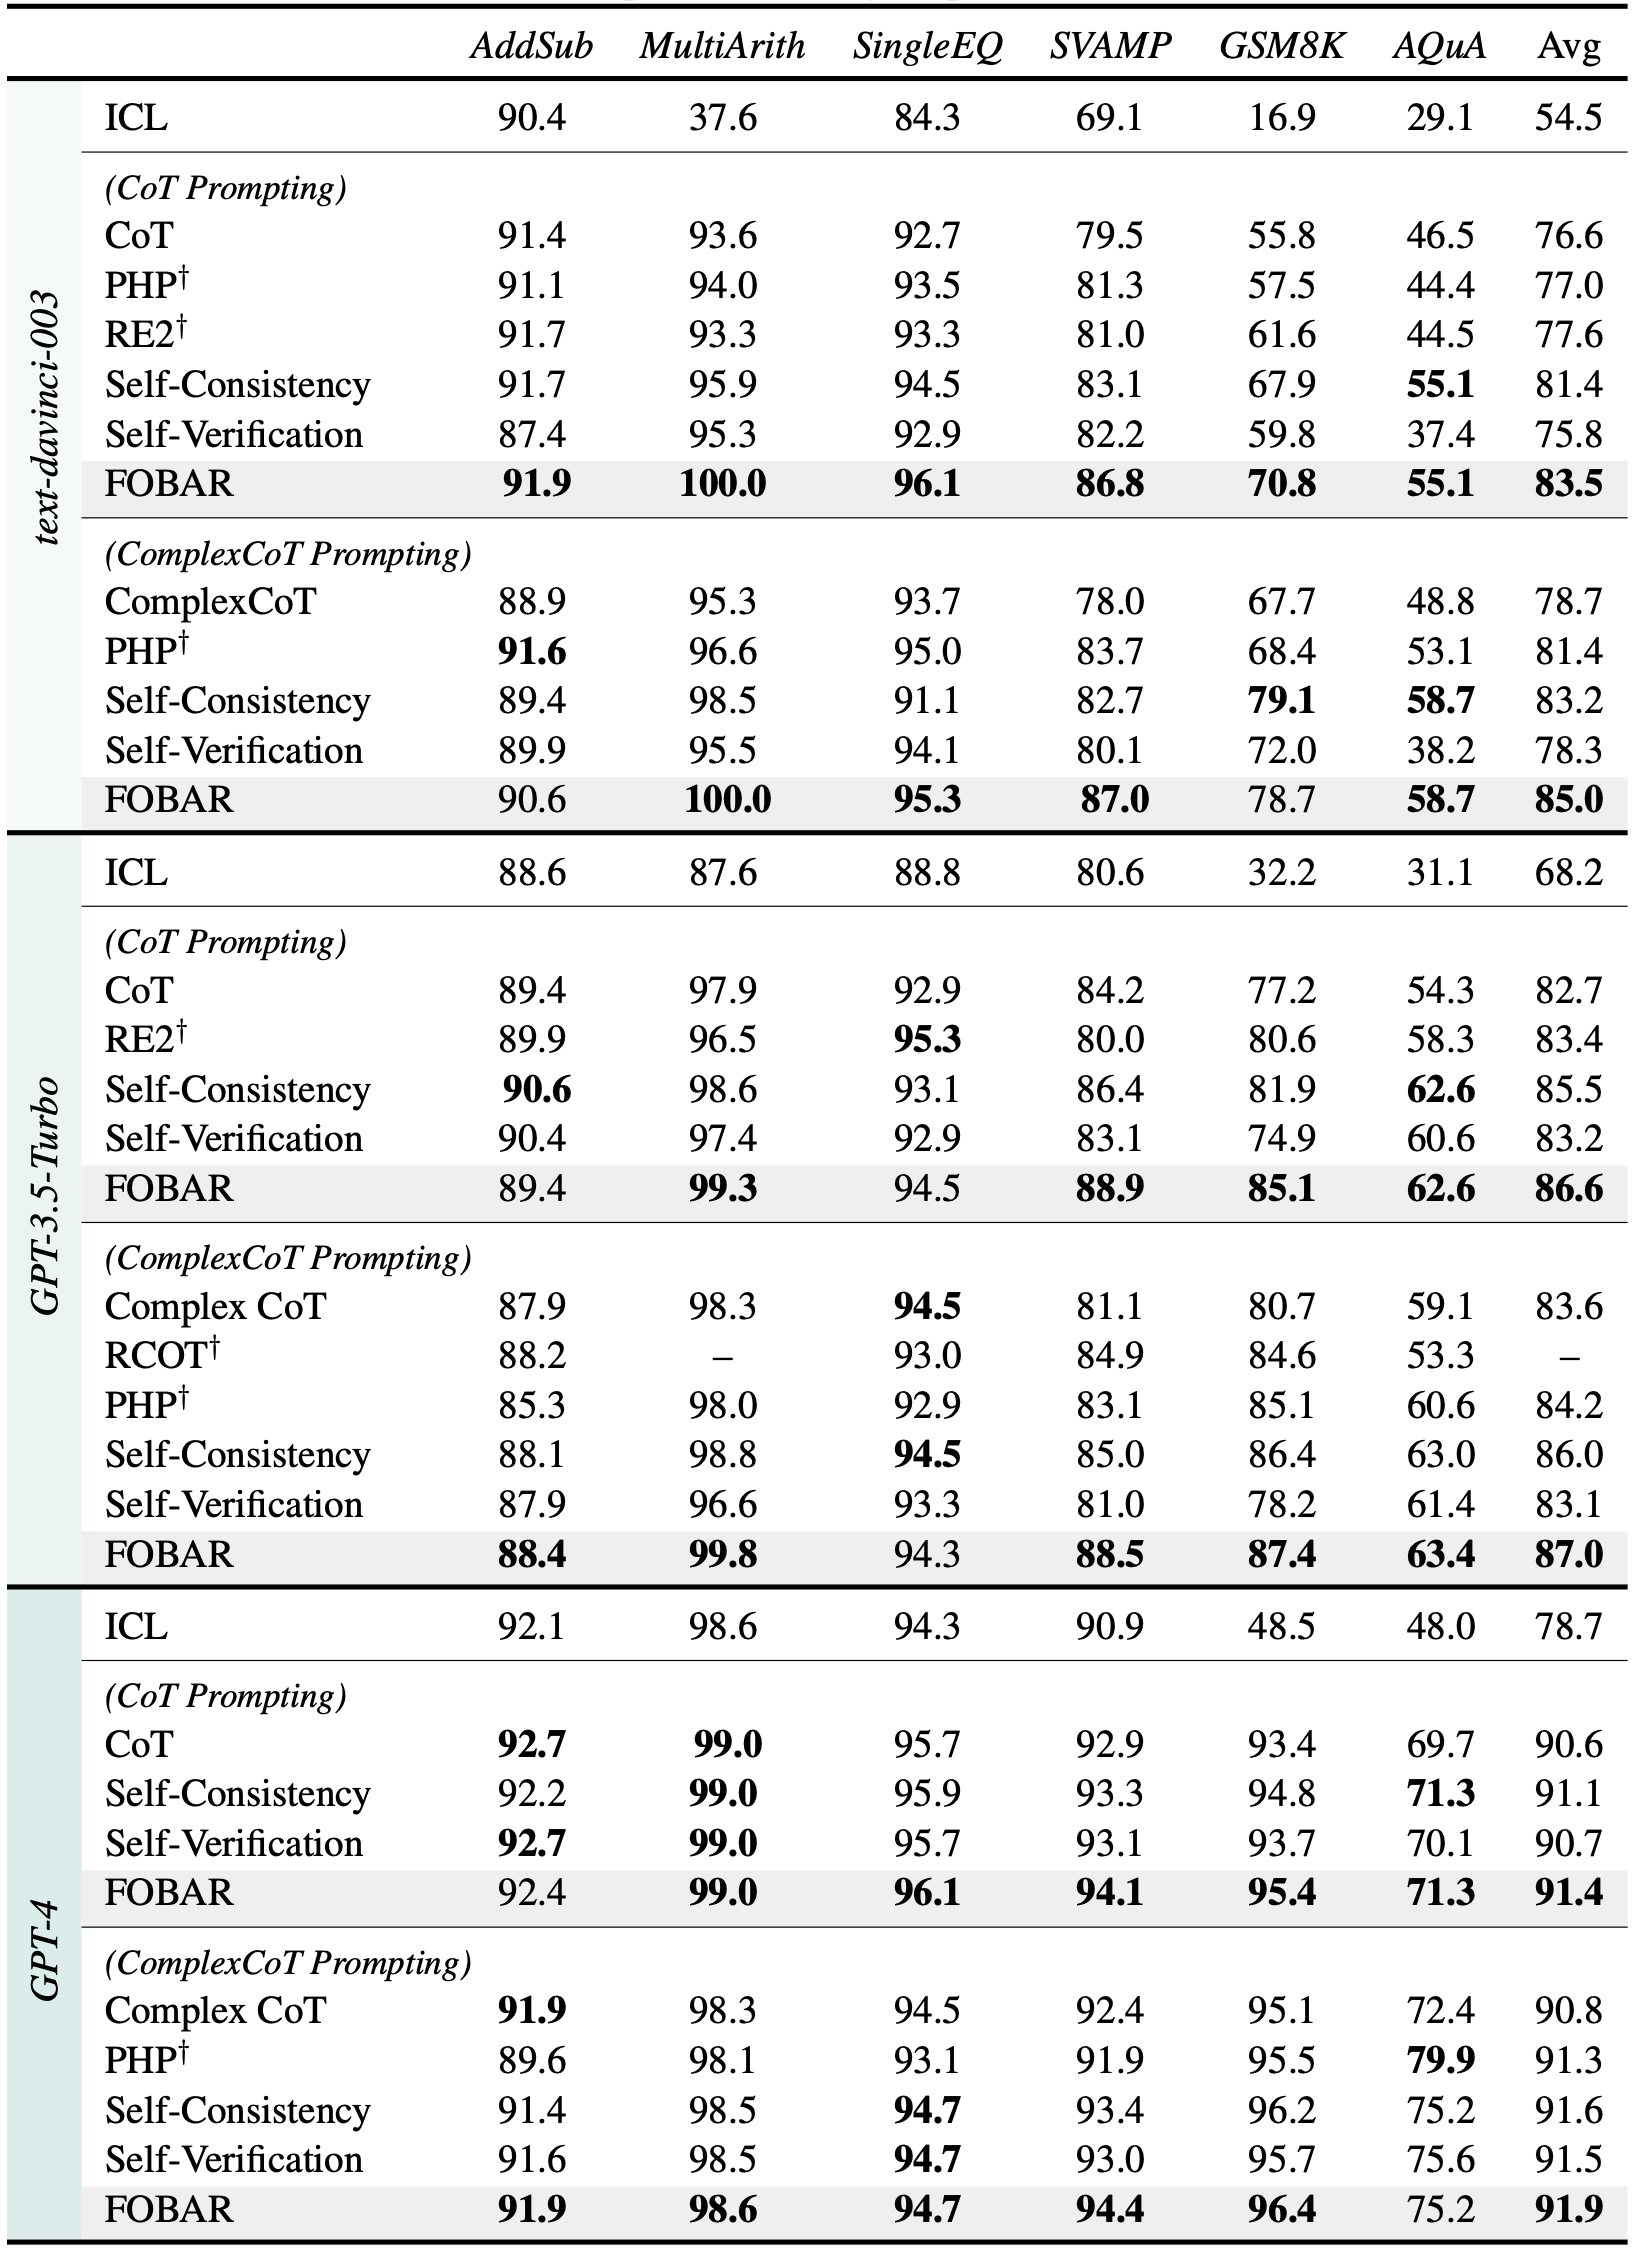 AddSub MultiArith SingleEQ SVAMP GSM8K AQuA Avg
text-davinci-003
ICL 90.4 37.6 84.3 69.1 16.9 29.1 54.5
(CoT Prompting)
CoT 91.4 93.6 92.7 79.5 55.8 46.5 76.6
PHP† 91.1 94.0 93.5 81.3 57.5 44.4 77.0
RE2† 91.7 93.3 93.3 81.0 61.6 44.5 77.6
Self-Consistency 91.7 95.9 94.5 83.1 67.9 55.1 81.4
Self-Verification 87.4 95.3 92.9 82.2 59.8 37.4 75.8
FOBAR 91.9 100.0 96.1 86.8 70.8 55.1 83.5
(ComplexCoT Prompting)
ComplexCoT 88.9 95.3 93.7 78.0 67.7 48.8 78.7
PHP† 91.6 96.6 95.0 83.7 68.4 53.1 81.4
Self-Consistency 89.4 98.5 91.1 82.7 79.1 58.7 83.2
Self-Verification 89.9 95.5 94.1 80.1 72.0 38.2 78.3
FOBAR 90.6 100.0 95.3 87.0 78.7 58.7 85.0
GPT-3.5-Turbo
ICL 88.6 87.6 88.8 80.6 32.2 31.1 68.2
(CoT Prompting)
CoT 89.4 97.9 92.9 84.2 77.2 54.3 82.7
RE2† 89.9 96.5 95.3 80.0 80.6 58.3 83.4
Self-Consistency 90.6 98.6 93.1 86.4 81.9 62.6 85.5
Self-Verification 90.4 97.4 92.9 83.1 74.9 60.6 83.2
FOBAR 89.4 99.3 94.5 88.9 85.1 62.6 86.6
(ComplexCoT Prompting)
Complex CoT 87.9 98.3 94.5 81.1 80.7 59.1 83.6
RCOT† 88.2 – 93.0 84.9 84.6 53.3 –
PHP† 85.3 98.0 92.9 83.1 85.1 60.6 84.2
Self-Consistency 88.1 98.8 94.5 85.0 86.4 63.0 86.0
Self-Verification 87.9 96.6 93.3 81.0 78.2 61.4 83.1
FOBAR 88.4 99.8 94.3 88.5 87.4 63.4 87.0
GPT-4
ICL 92.1 98.6 94.3 90.9 48.5 48.0 78.7
(CoT Prompting)
CoT 92.7 99.0 95.7 92.9 93.4 69.7 90.6
Self-Consistency 92.2 99.0 95.9 93.3 94.8 71.3 91.1
Self-Verification 92.7 99.0 95.7 93.1 93.7 70.1 90.7
FOBAR 92.4 99.0 96.1 94.1 95.4 71.3 91.4
(ComplexCoT Prompting)
Complex CoT 91.9 98.3 94.5 92.4 95.1 72.4 90.8
PHP† 89.6 98.1 93.1 91.9 95.5 79.9 91.3
Self-Consistency 91.4 98.5 94.7 93.4 96.2 75.2 91.6
Self-Verification 91.6 98.5 94.7 93.0 95.7 75.6 91.5
FOBAR 91.9 98.6 94.7 94.4 96.4 75.2 91.9